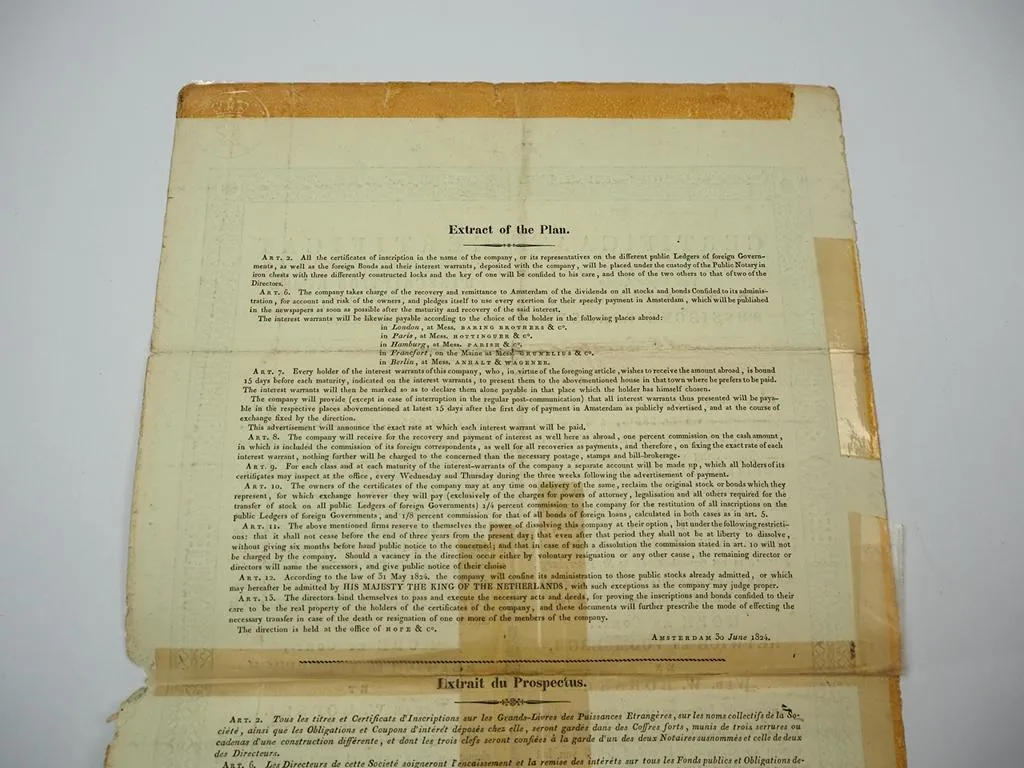 Extract of the Plan.
ART. 2. All the certificates of inscription in the name of the company, or its representatives on the different public Ledgers of foreign Govern-
ments, as well as the foreign Bonds and their interest warrants, deposited with the company, will be placed under the custody of the Public Notary in
iron chests with three differently constructed locks and the key of one will be confided to his care, and those of the two others to that of two of the
Directors.
ART. 6. The company takes charge of the recovery and remittance to Amsterdam of the dividends on all stocks and bonds Confided to its adminis-
tration, for account and risk of the owners, and pledges itself to use every exertion for their speedy payment in Amsterdam, which will be published
in the newspapers as soon as possible after the maturity and recovery of the said interest.
The interest warrants will be likewise payable according to the choice of the holder in the following places abroad:
in London, at Mess. BARING BROTHERS & Co.
in Paris, at Mess. HOTTINGUER & Co.
in Hamburg, at Mess. PARISH & Co.
in Francfort, on the Maine at Mess. GRUNELIUS & Co.
in Berlin, at Mess. ANHALT & WAGENER.
ART. 7. Every holder of the interest warrants of this company, who, in virtue of the foregoing article, wishes to receive the amount abroad, is bound
15 days before each maturity, indicated on the interest warrants, to present them to the abovementioned house in that town where he prefers to be paid.
The interest warrants will then be marked so as to declare them alone payable in that place which the holder has himself chosen.
The company will provide (except in case of interruption in the regular post-communication) that all interest warrants thus presented will be paya-
ble in the respective places abovementioned at latest 15 days after the first day of payment in Amsterdam as publicly advertised, and at the course of
exchange fixed by the direction.
This advertisement will announce the exact rate at which each interest warrant will be paid.
ART. 8. The company will receive for the recovery and payment of interest as well here as abroad, one percent commission on the cash amount,
in which is included the commission of its foreign correspondents, as well for all recoveries as payments, and therefore, on fixing the exact rate of each
interest warrant, nothing further will be charged to the concerned than the necessary postage, stamps and bill-brokerage.
ART. 9. For each class and at each maturity of the interest-warrants of the company a separate account will be made up, which all holders of its
certificates may inspect at the office, every Wednesday and Thursday during the three weeks following the advertisement of payment.
ART. 10. The owners of the certificates of the company may at any time on delivery of the same, reclaim the original stock or bonds which they
represent, for which exchange however they will pay (exclusively of the charges for powers of attorney, legalisation and all others required for the
transfer of stock on all public Ledgers of foreign Governments) 1/4 percent commission to the company for the restitution of all inscriptions on the
public Ledgers of foreign Governments, and 1/8 percent commission for that of all bonds of foreign loans, calculated in both cases as in art. 5.
ART. 11. The above mentioned firms reserve to themselves the power of dissolving this company at their option, but under the following restricti-
ons: that it shall not cease before the end of three years from the present day; that even after that period they shall not be at liberty to dissolve,
without giving six months before hand public notice to the concerned; and that in case of such a dissolution the commission stated in art. 10 will not
be charged by the company. Should a vacancy in the direction occur either by voluntary resignation or any other cause, the remaining director or
directors will name the successors, and give public notice of their choise
ART. 12. According to the law of 31 May 1824. the company will confine its administration to those public stocks already admitted, or which
may hereafter be admitted by HIS MAJESTY THE KING OF THE NETHERLANDS, with such exceptions as the company may judge proper.
ART. 13. The directors bind themselves to pass and execute the necessary acts and deeds, for proving the inscriptions and bonds confided to their
care to be the real property of the holders of the certificates of the company, and these documents will further prescribe the mode of effecting the
necessary transfer in case of the death or resignation of one or more of the menbers of the company.
The direction is held at the office of HOPE & Co.
AMSTERDAM 30 June 1824.
Extrait du Prospectus.
ART. 2. Tous les titres et Certificats d'Inscriptions sur les Grands-Livres des Puissances Etrangères, sur les noms collectifs de la So-
ciété, ainsi que les Obligations et Coupons d'intérêt déposés chez elle, seront gardés dans des Coffres forts, munis de trois serrures ou
cadenas d'une construction différente, et dont les trois clefs seront confiées à la garde d'un des deux Notaires susnommés et celle de deux
des Directeurs.
ART. 6. Les Directeurs de cette Société soigneront l'encaissement et la remise des intérêts sur tous les Fonds publics et Obligations de-